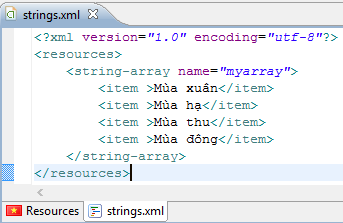 strings.xml
<?xml version="1.0" encoding="utf-8"?>
<resources>
    <string-array name="myarray">
        <item >Mùa xuân</item>
        <item >Mùa hạ</item>
        <item >Mùa thu</item>
        <item >Mùa đông</item>
    </string-array>
</resources>
Resources strings.xml